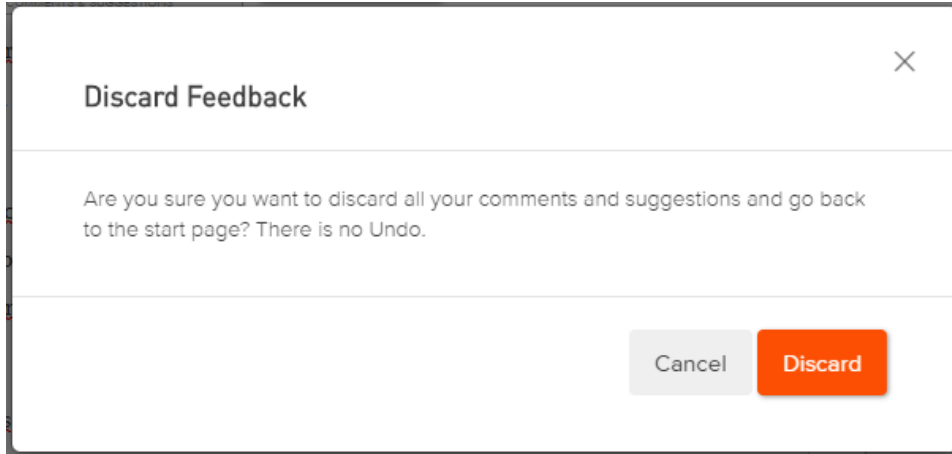 Discard Feedback
Are you sure you want to discard all your comments and suggestions and go back
to the start page? There is no Undo.
Cancel
Discard